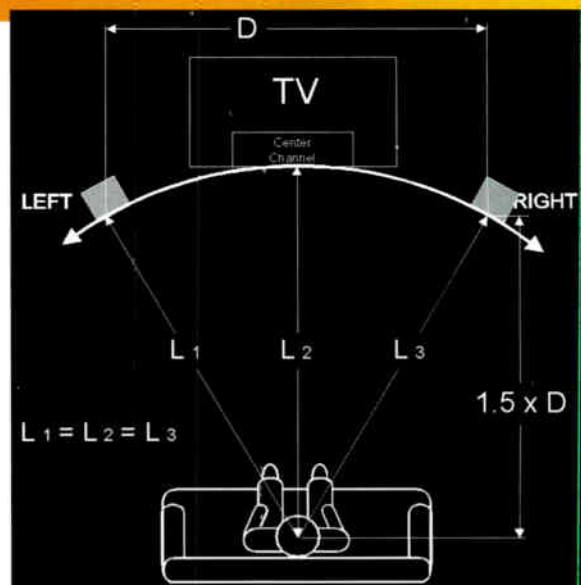 D
TV
Center
Channel
LEFT
RIGHT
L 1
L 2
L 3
1.5 x D
L 1 = L 2 = L 3